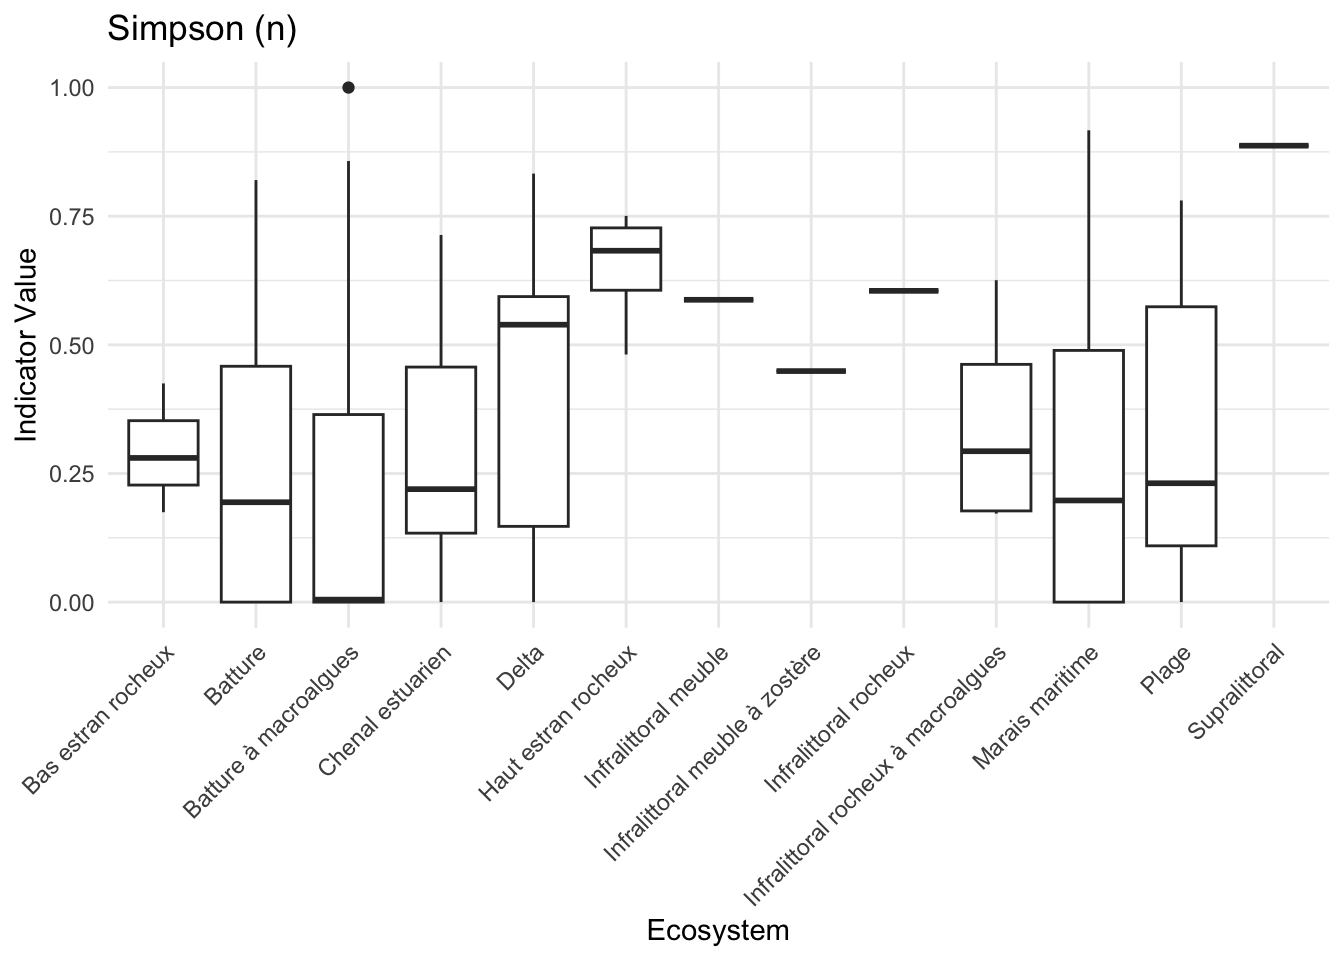 Simpson (n)
Indicator Value
1.00
0.75
0.50
0.25
0.00
Bas estran rocheux
Batture
Batture à macroalgues
Chenal estuarien
Delta
Haut estran rocheux
Infralittoral meuble
Infralittoral meuble à zostère
Infralittoral rocheux
Infralittoral rocheux à macroalgues
Marais maritime
Plage
Supralittoral
Ecosystem